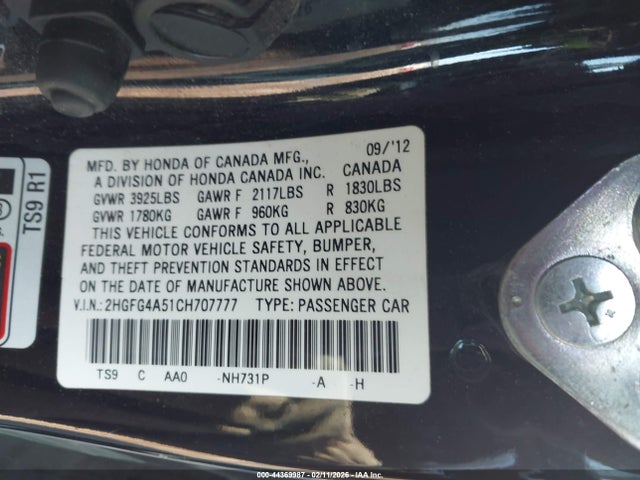 09/'12
MFD. BY HONDA OF CANADA MFG.,
A DIVISION OF HONDA CANADA INC. CANADA
GVWR 3925LBS GAWR F 2117LBS R 1830LBS
GVWR 1780KG GAWR F 960KG R 830KG
THIS VEHICLE CONFORMS TO ALL APPLICABLE
FEDERAL MOTOR VEHICLE SAFETY, BUMPER,
AND THEFT PREVENTION STANDARDS IN EFFECT
ON THE DATE OF MANUFACTURE SHOWN ABOVE.
V.I.N.: 2HGFG4A51CH707777 TYPE: PASSENGER CAR
TS9 C AA0 -NH731P -A -H
TS9 R1
000-44369987 - 02/11/2026 - IAA Inc.